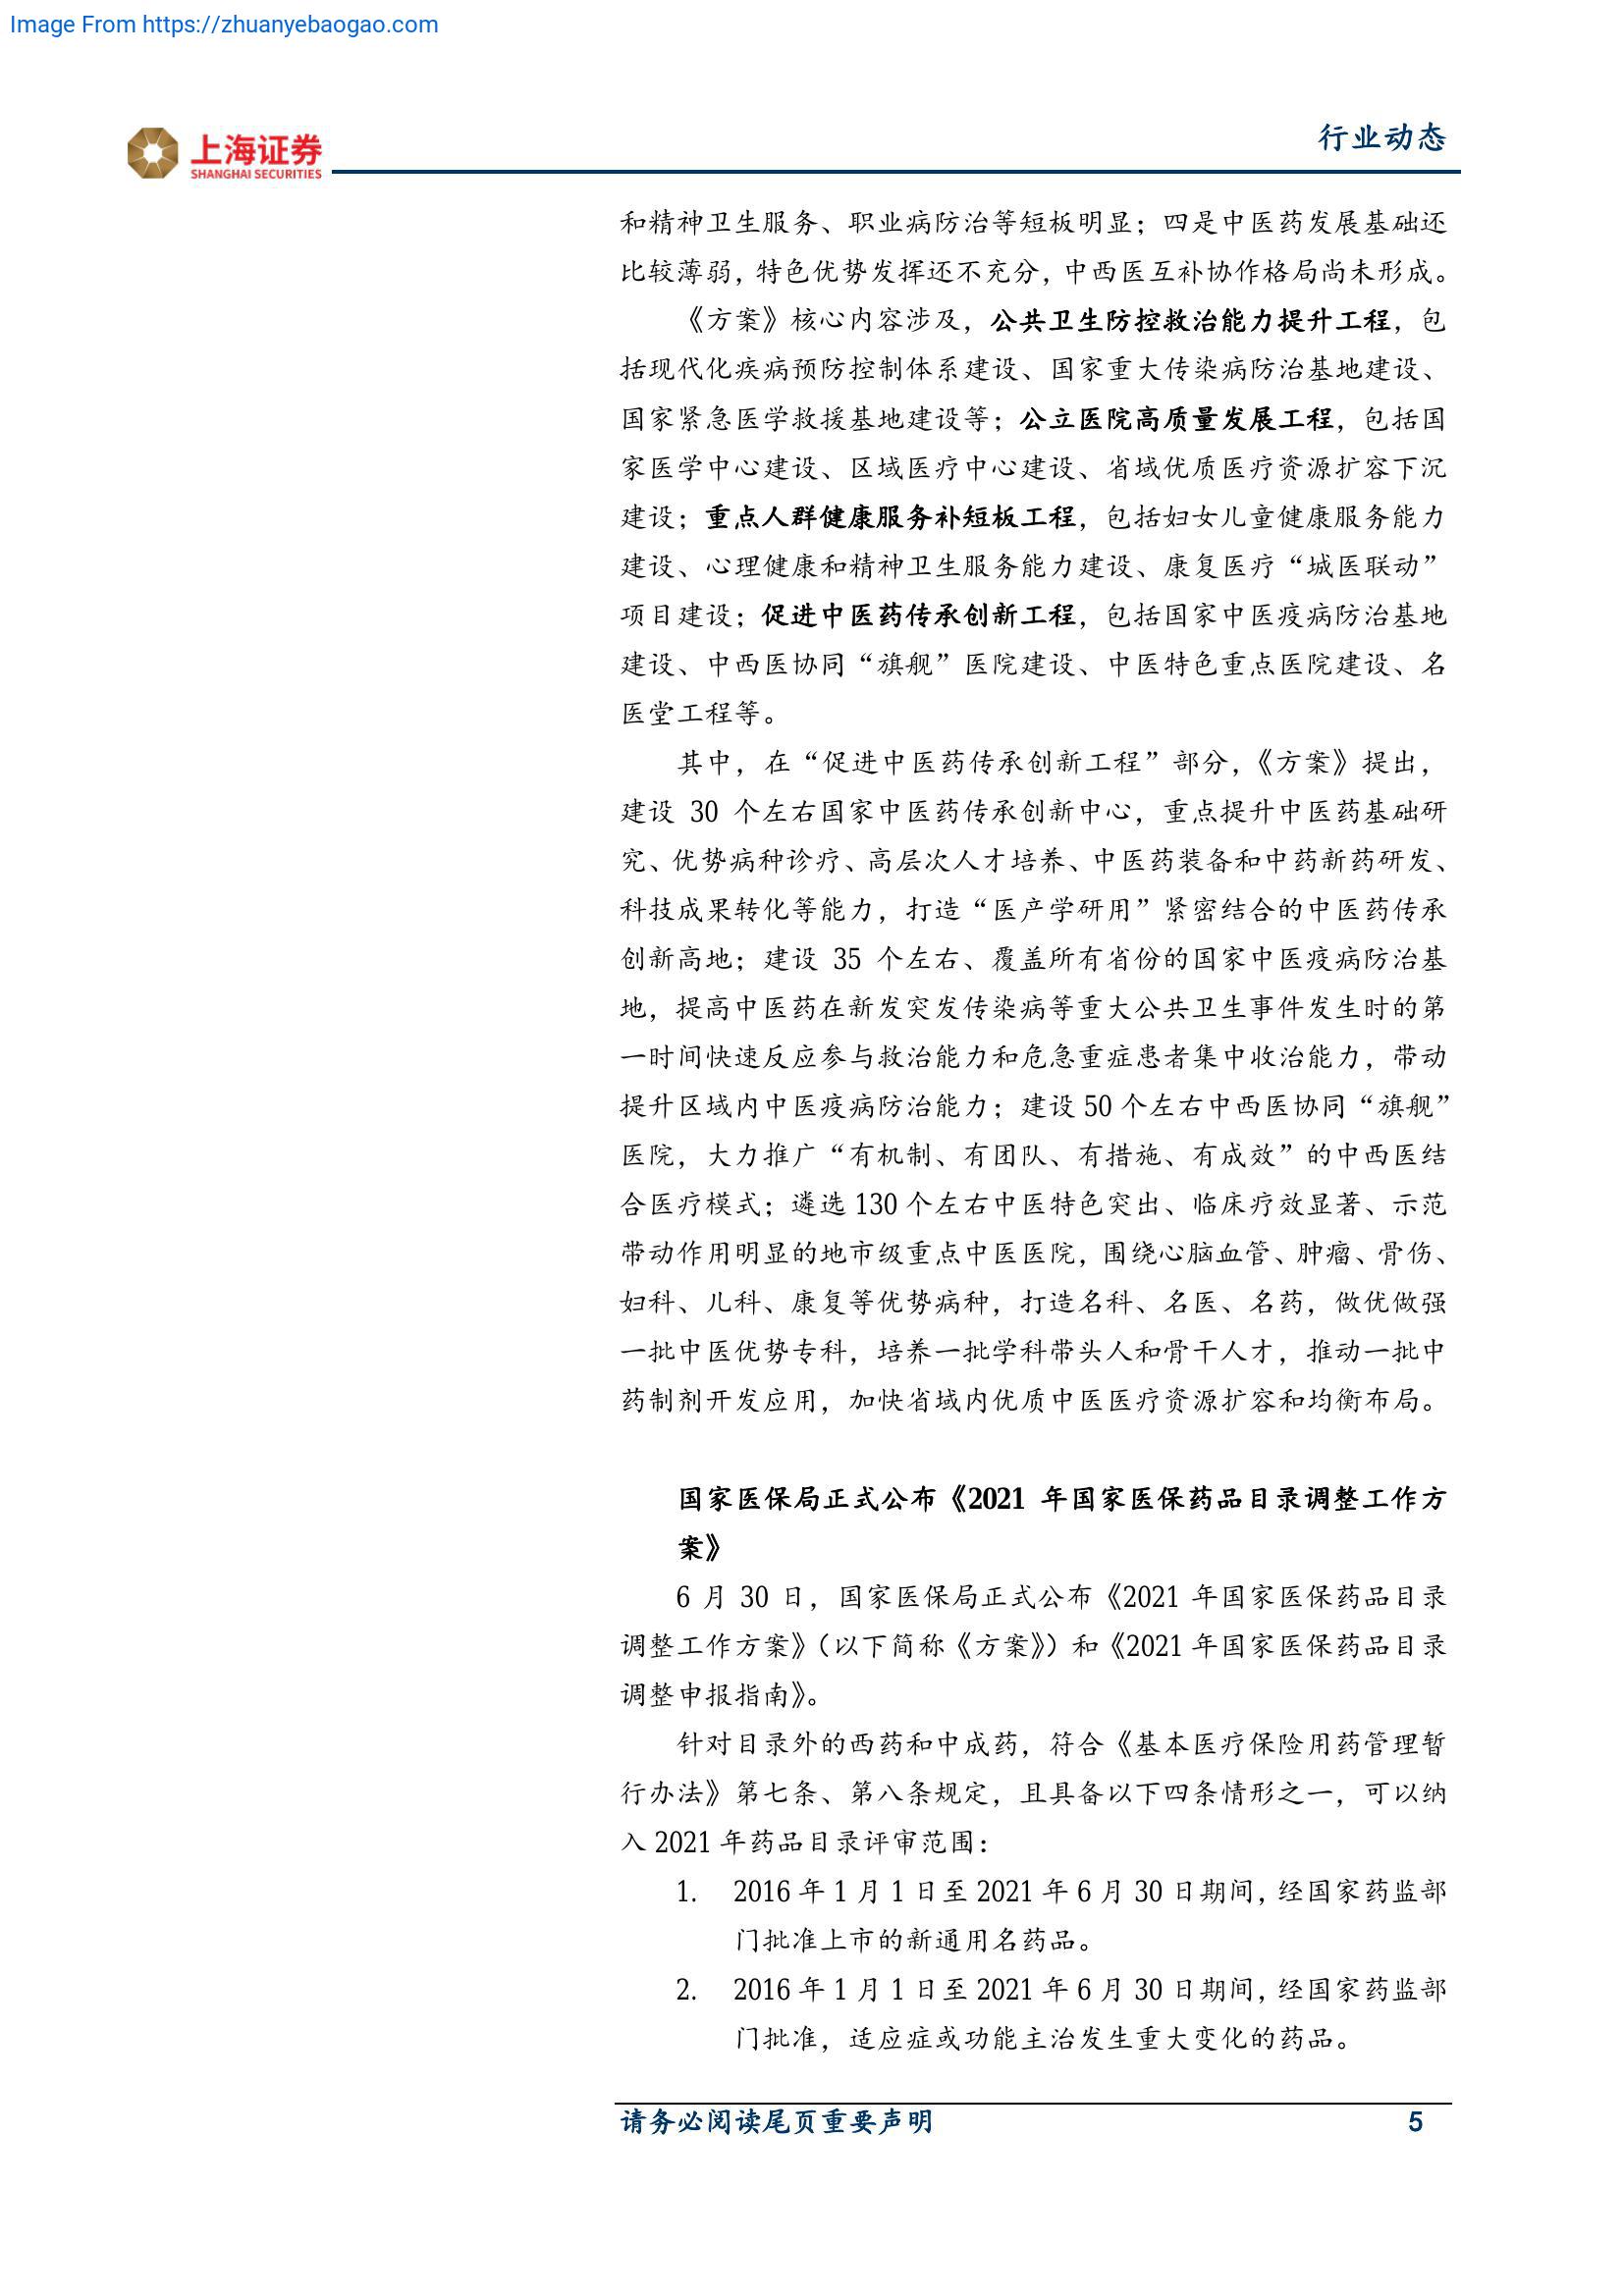 Image From https://zhuanyebaogao.com
上海证券
SHANGHAI SECURITIES
行业动态
和精神卫生服务、职业病防治等短板明显；四是中医药发展基础还
比较薄弱，特色优势发挥还不充分，中西医互补协作格局尚未形成。
《方案》核心内容涉及，公共卫生防控救治能力提升工程，包
括现代化疾病预防控制体系建设、国家重大传染病防治基地建设、
国家紧急医学救援基地建设等；公立医院高质量发展工程，包括国
家医学中心建设、区域医疗中心建设、省域优质医疗资源扩容下沉
建设；重点人群健康服务补短板工程，包括妇女儿童健康服务能力
建设、心理健康和精神卫生服务能力建设、康复医疗“城医联动”
项目建设；促进中医药传承创新工程，包括国家中医疫病防治基地
建设、中西医协同“旗舰”医院建设、中医特色重点医院建设、名
医堂工程等。
其中，在“促进中医药传承创新工程”部分，《方案》提出，
建设 30 个左右国家中医药传承创新中心，重点提升中医药基础研
究、优势病种诊疗、高层次人才培养、中医药装备和中药新药研发、
科技成果转化等能力，打造“医产学研用”紧密结合的中医药传承
创新高地；建设 35 个左右、覆盖所有省份的国家中医疫病防治基
地，提高中医药在新发突发传染病等重大公共卫生事件发生时的第
一时间快速反应参与救治能力和危急重症患者集中收治能力，带动
提升区域内中医疫病防治能力；建设 50 个左右中西医协同“旗舰”
医院，大力推广“有机制、有团队、有措施、有成效”的中西医结
合医疗模式；遴选 130 个左右中医特色突出、临床疗效显著、示范
带动作用明显的地市级重点中医医院，围绕心脑血管、肿瘤、骨伤、
妇科、儿科、康复等优势病种，打造名科、名医、名药，做优做强
一批中医优势专科，培养一批学科带头人和骨干人才，推动一批中
药制剂开发应用，加快省域内优质中医医疗资源扩容和均衡布局。
国家医保局正式公布《2021 年国家医保药品目录调整工作方
案》
6 月 30 日，国家医保局正式公布《2021 年国家医保药品目录
调整工作方案》（以下简称《方案》）和《2021 年国家医保药品目录
调整申报指南》。
针对目录外的西药和中成药，符合《基本医疗保险用药管理暂
行办法》第七条、第八条规定，且具备以下四条情形之一，可以纳
入 2021 年药品目录评审范围：
1. 2016 年 1 月 1 日至 2021 年 6 月 30 日期间，经国家药监部
门批准上市的新通用名药品。
2. 2016 年 1 月 1 日至 2021 年 6 月 30 日期间，经国家药监部
门批准，适应症或功能主治发生重大变化的药品。
请务必阅读尾页重要声明 5